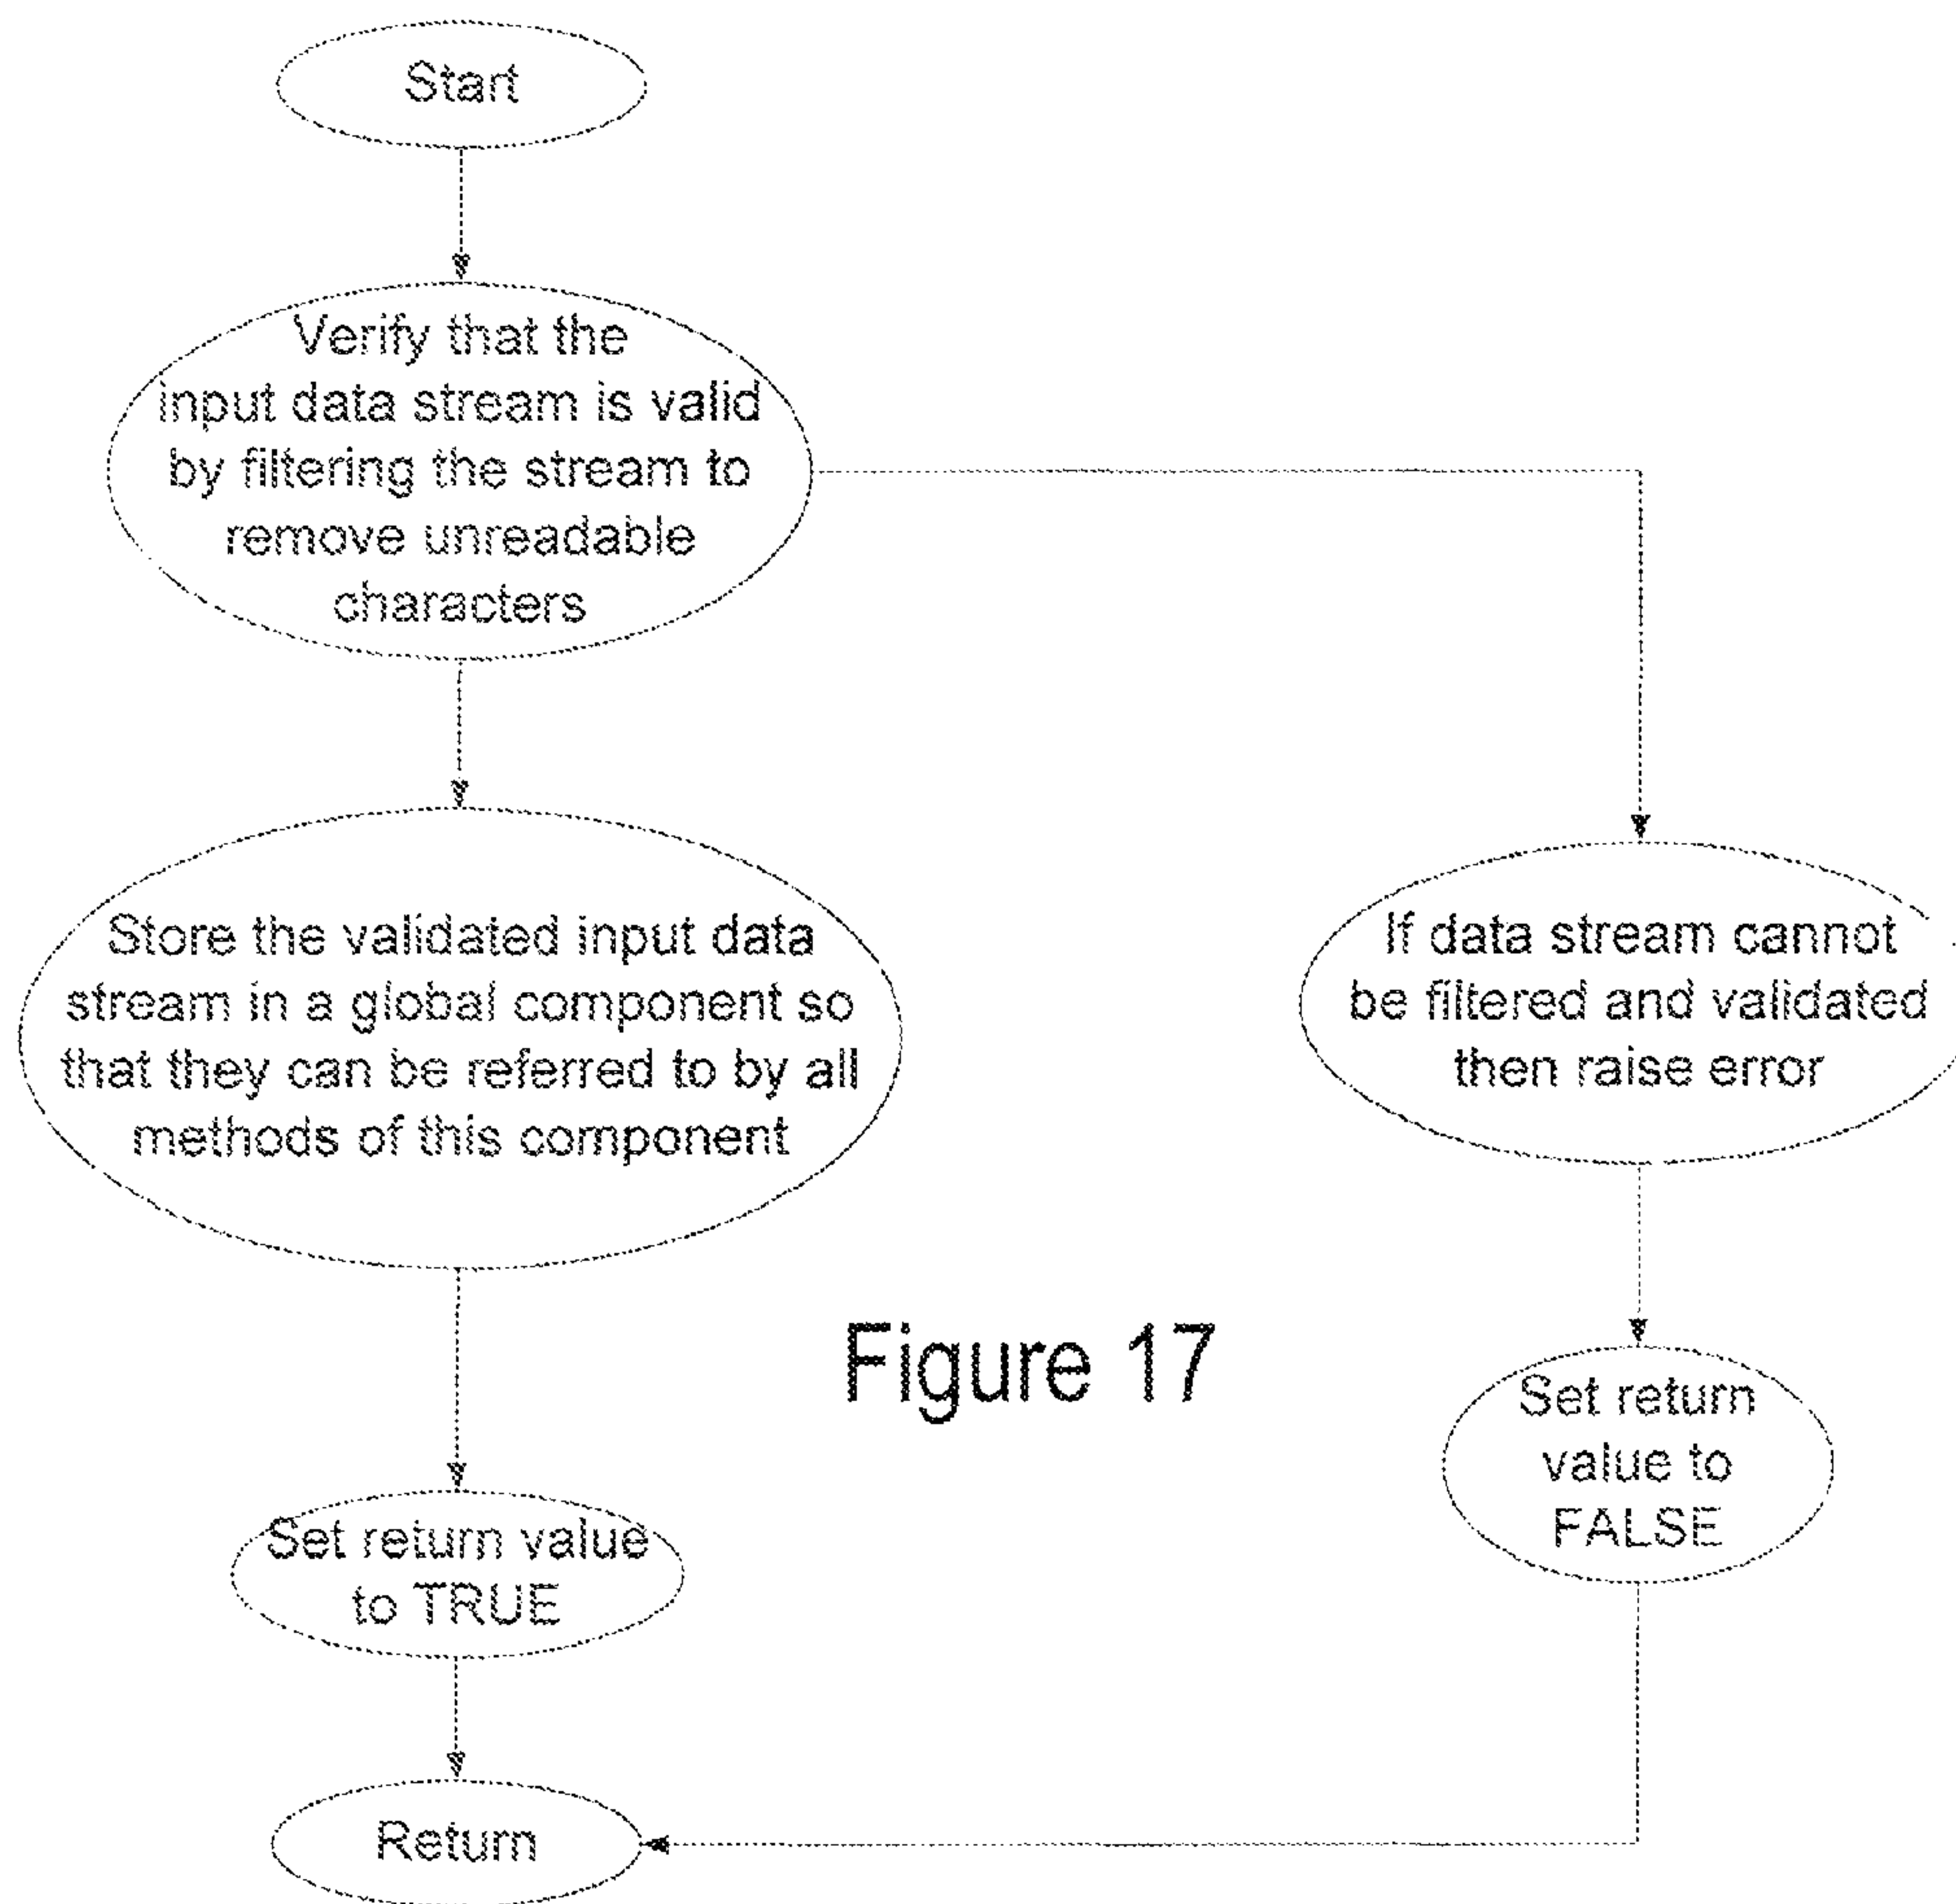 Start
Verify that the
input data stream is valid
by filtering the stream to
remove unreadable
characters
Store the validated input data
stream in a global component so
that they can be referred to by all
methods of this component
If data stream cannot
be filtered and validated
then raise error
Figure 17
Set return
value to
FALSE
Set return value
to TRUE
Return